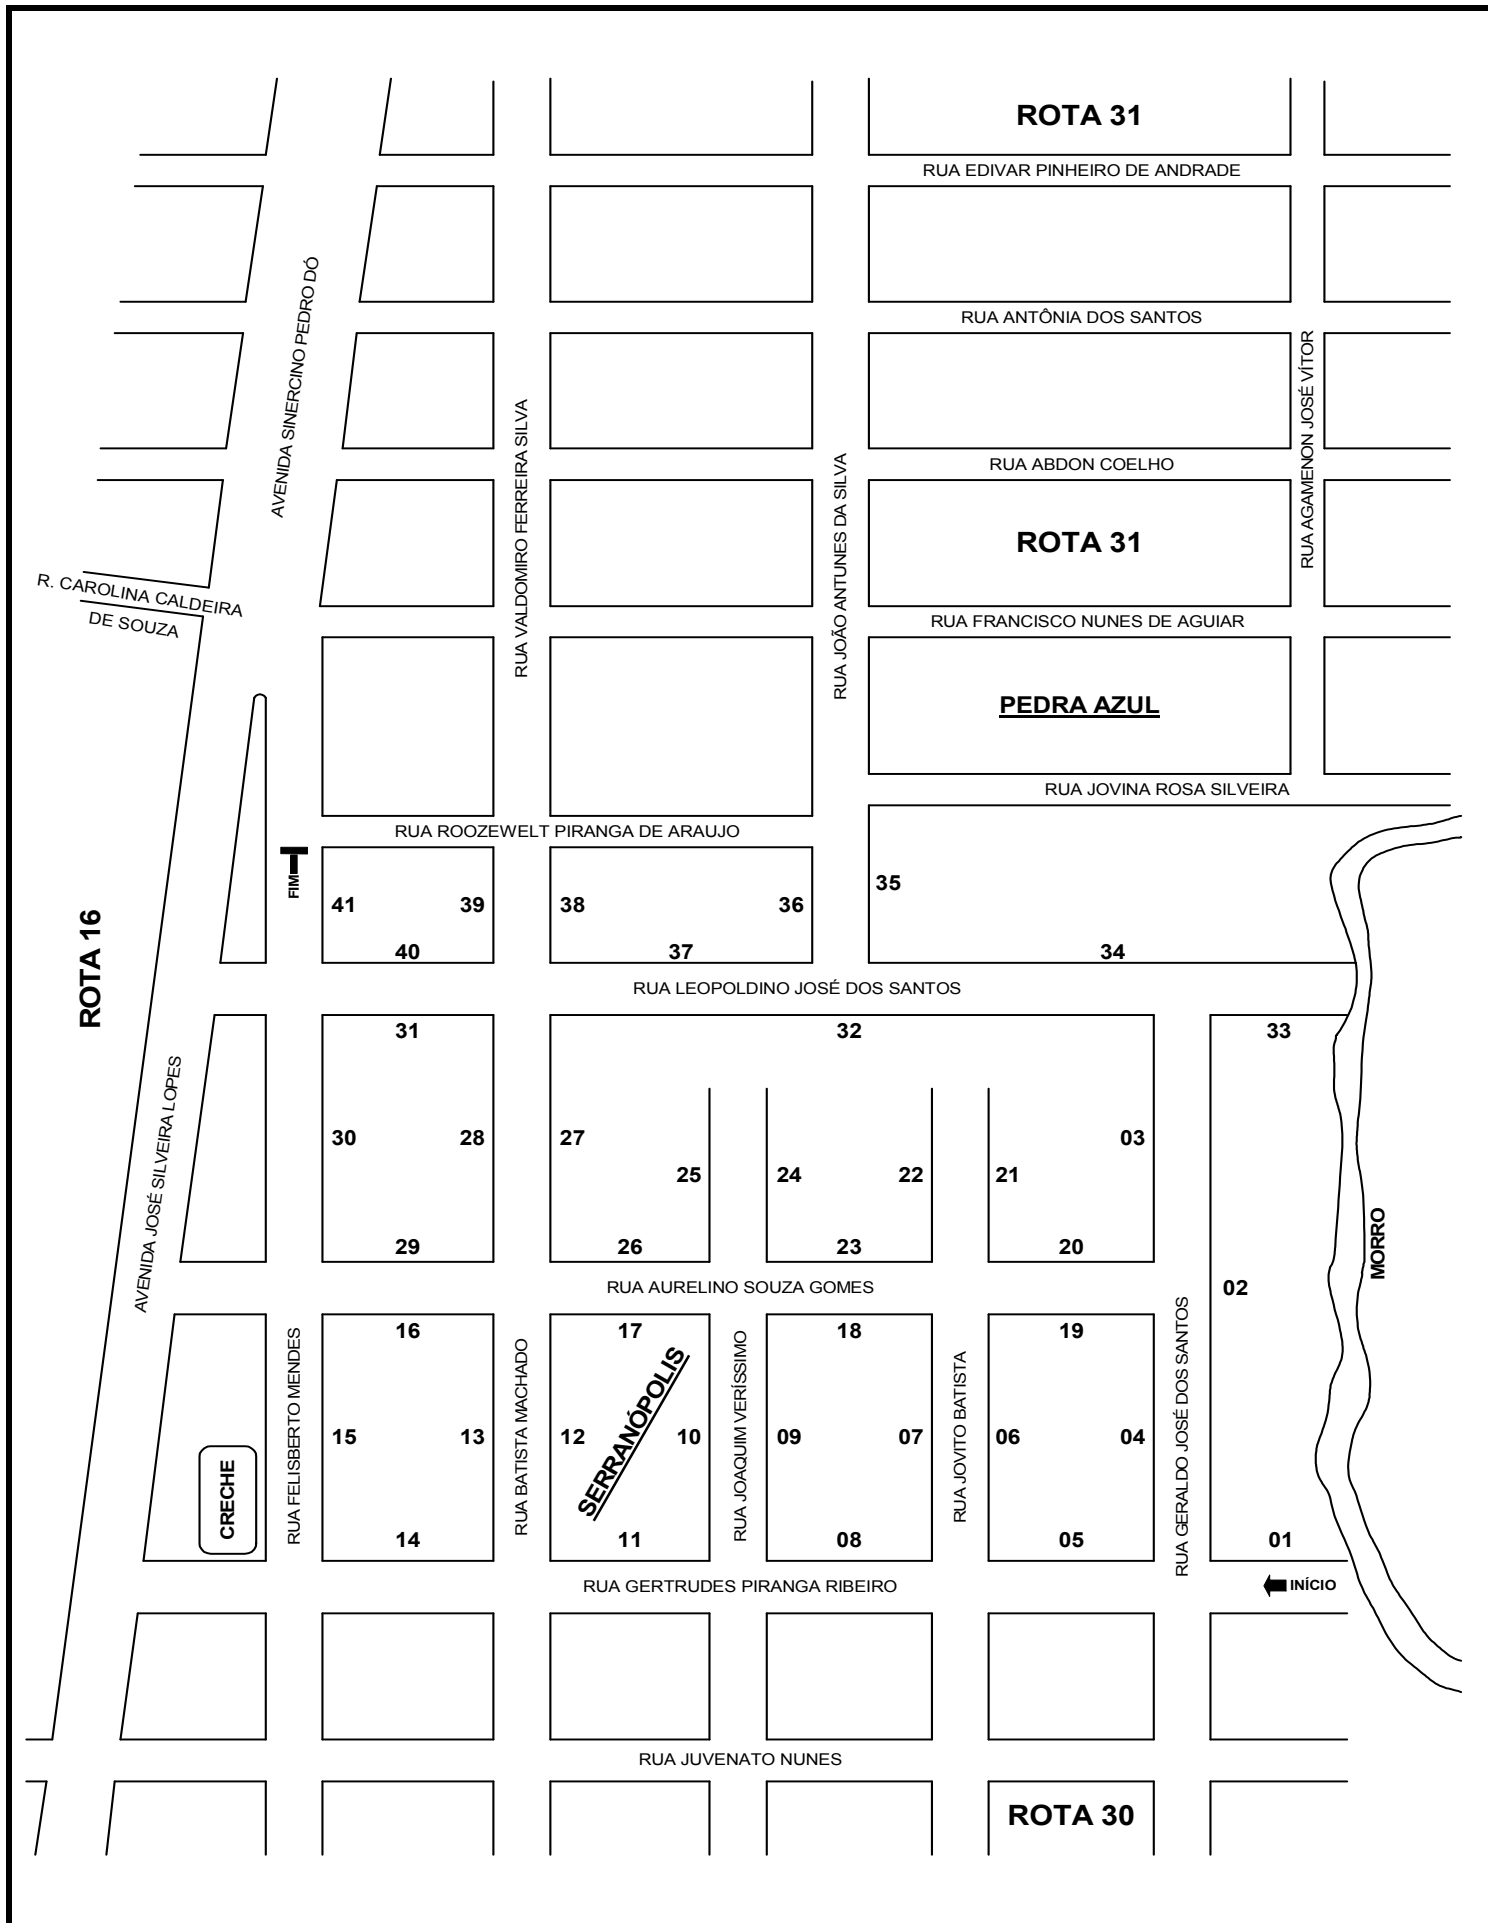 ROTA 31
RUA EDIVAR PINHEIRO DE ANDRADE
AVENIDA SINERCINO PEDRO DÓ
RUA ANTÔNIA DOS SANTOS
RUA AGAMENON JOSÉ VÍTOR
RUA VALDOMIRO FERREIRA SILVA
RUA JOÃO ANTUNES DA SILVA
RUA ABDON COELHO
ROTA 31
R. CAROLINA CALDEIRA
DE SOUZA
RUA FRANCISCO NUNES DE AGUIAR
PEDRA AZUL
RUA JOVINA ROSA SILVEIRA
RUA ROOZEWELT PIRANGA DE ARAUJO
FIM
35
41
39
38
36
40
37
34
ROTA 16
RUA LEOPOLDINO JOSÉ DOS SANTOS
31
32
33
AVENIDA JOSÉ SILVEIRA LOPES
30
28
27
03
25
24
22
21
29
26
23
20
MORRO
RUA AURELINO SOUZA GOMES
02
16
17
18
19
RUA FELISBERTO MENDES
RUA BATISTA MACHADO
SERRANÓPOLIS
RUA JOAQUIM VERÍSSIMO
RUA JOVITO BATISTA
RUA GERALDO JOSÉ DOS SANTOS
15
13
12
10
09
07
06
04
CRECHE
14
11
08
05
01
RUA GERTRUDES PIRANGA RIBEIRO
INÍCIO
RUA JUVENATO NUNES
ROTA 30